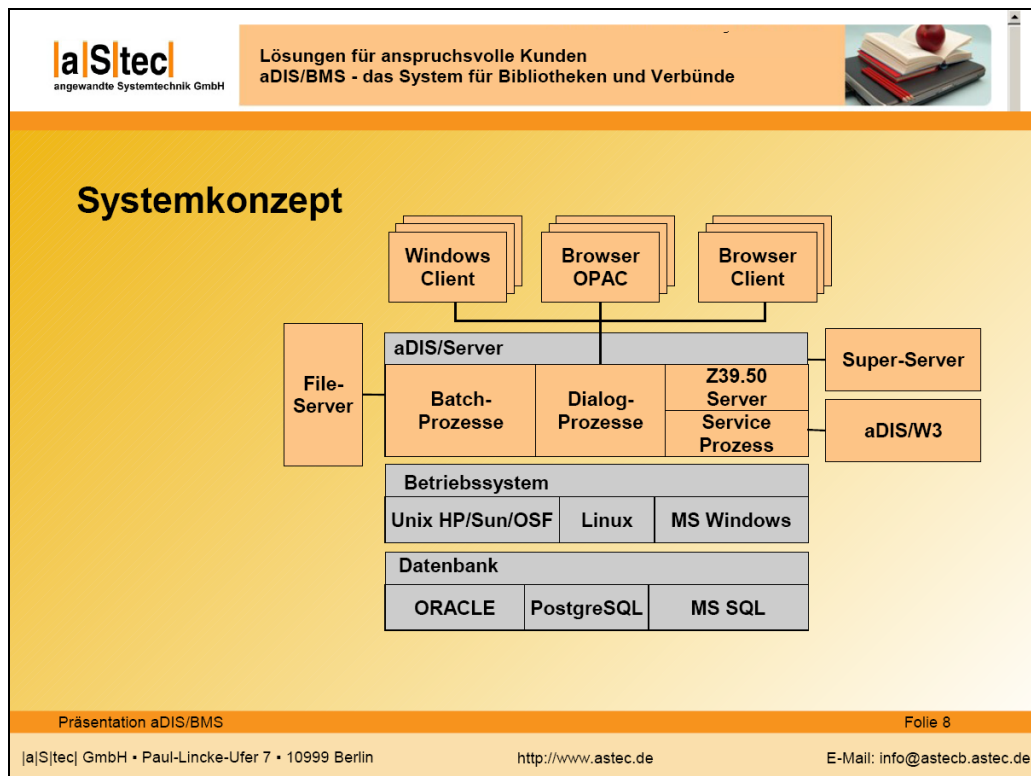 |a|S|tec|
angewandte Systemtechnik GmbH
Lösungen für anspruchsvolle Kunden
aDIS/BMS - das System für Bibliotheken und Verbünde
Systemkonzept
Windows
Client
Browser
OPAC
Browser
Client
File-
Server
aDIS/Server
Batch-
Prozesse
Dialog-
Prozesse
Z39.50
Server
Service
Prozess
Super-Server
aDIS/W3
Betriebssystem
Unix HP/Sun/OSF
Linux
MS Windows
Datenbank
ORACLE
PostgreSQL
MS SQL
Präsentation aDIS/BMS
Folie 8
|a|S|tec| GmbH ▪ Paul-Lincke-Ufer 7 ▪ 10999 Berlin
http://www.astec.de
E-Mail: info@astecb.astec.de